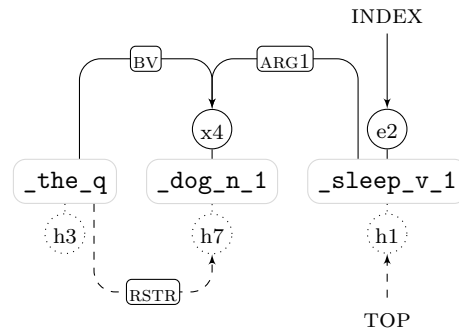 INDEX
BV
ARG1
x4
e2
_the_q
_dog_n_1
_sleep_v_1
h3
h7
h1
RSTR
TOP